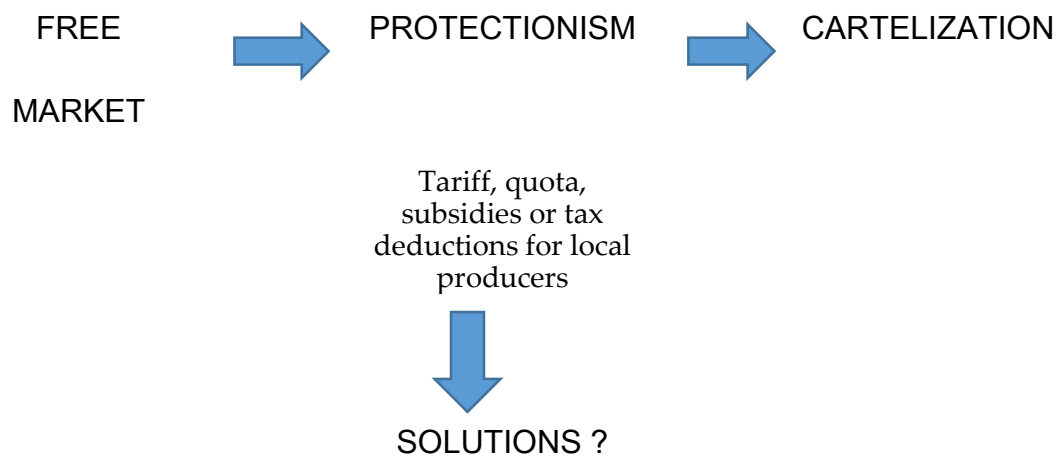 FREE
MARKET
PROTECTIONISM
CARTELIZATION
Tariff, quota,
subsidies or tax
deductions for local
producers
SOLUTIONS ?